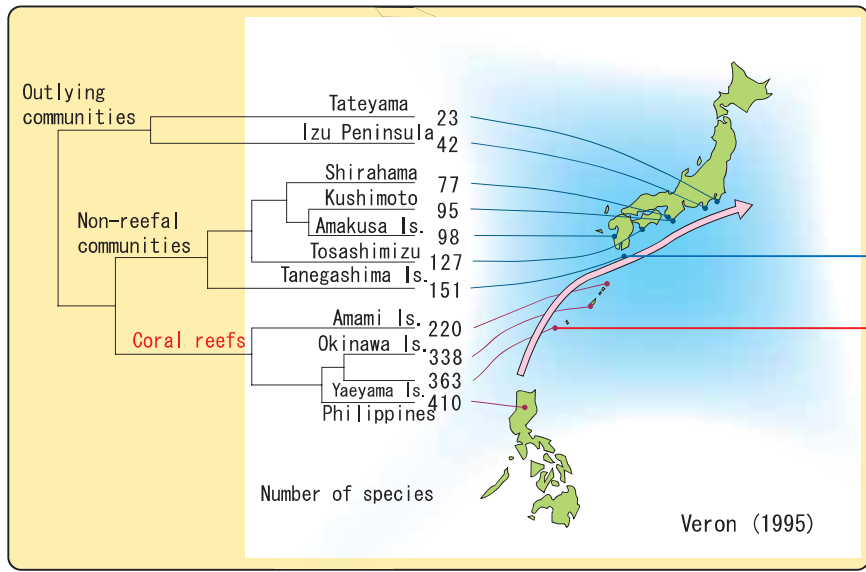 Outlying
communities
Tateyama 23
Izu Peninsula 42
Shirahama 77
Kushimoto 95
Amakusa Is. 98
Non-reefal
communities
Tosashimizu 127
Tanegashima Is. 151
Amami Is. 220
Coral reefs
Okinawa Is. 338
Yaeyama Is. 363
Philippines 410
Number of species
Veron (1995)